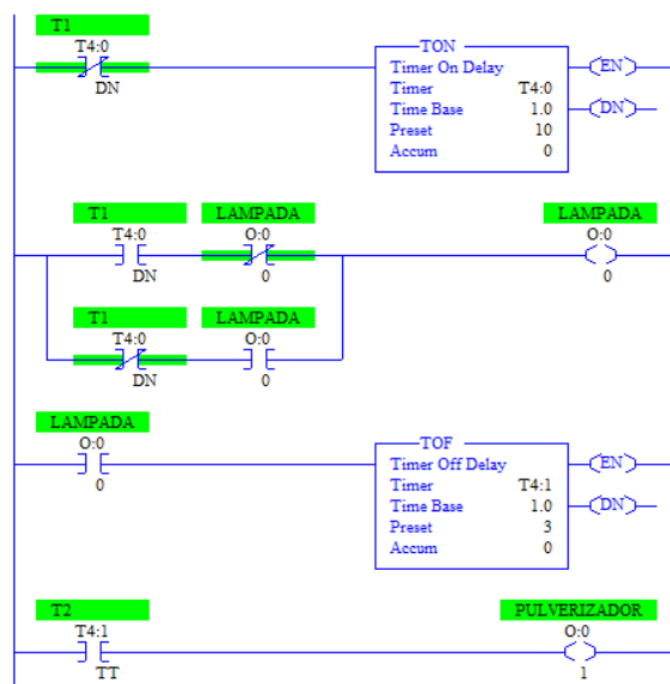 T1
T4:0
DN
TON
Timer On Delay
Timer T4:0
Time Base 1.0
Preset 10
Accum 0
EN
DN
T1 LAMPADA LAMPADA
T4:0 O:0 O:0
DN 0 0
T1 LAMPADA
T4:0 O:0
DN 0
LAMPADA
O:0
0
TOF
Timer Off Delay
Timer T4:1
Time Base 1.0
Preset 3
Accum 0
EN
DN
T2 PULVERIZADOR
T4:1 O:0
TT 1